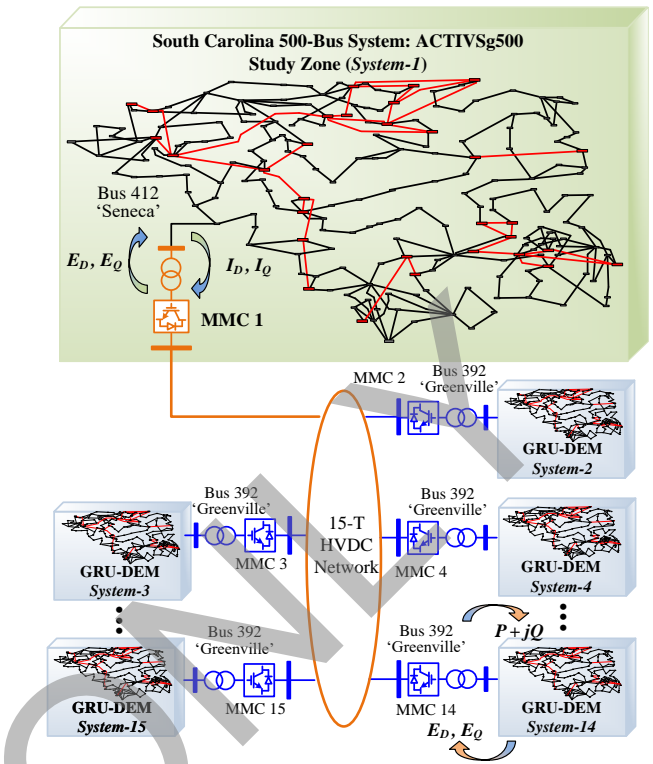 South Carolina 500-Bus System: ACTIVSg500
Study Zone (System-1)
Bus 412
'Seneca'
E_D, E_Q
I_D, I_Q
MMC 1
MMC 2
Bus 392
'Greenville'
GRU-DEM
System-2
Bus 392
'Greenville'
MMC 3
GRU-DEM
System-3
15-T
HVDC
Network
Bus 392
'Greenville'
MMC 4
GRU-DEM
System-4
Bus 392
'Greenville'
MMC 15
GRU-DEM
System-15
Bus 392
'Greenville'
MMC 14
P + jQ
GRU-DEM
System-14
E_D, E_Q
ONLY